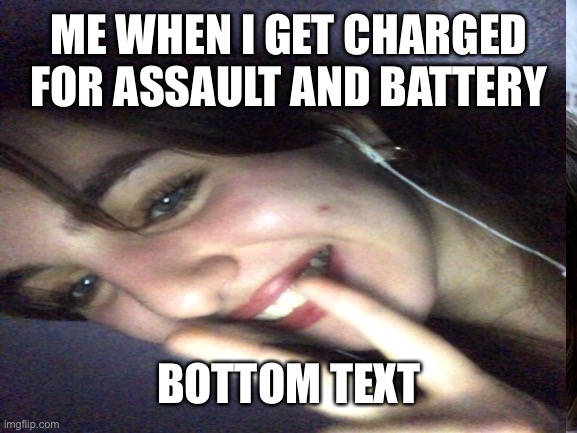 ME WHEN I GET CHARGED
FOR ASSAULT AND BATTERY
BOTTOM TEXT
imgflip.com